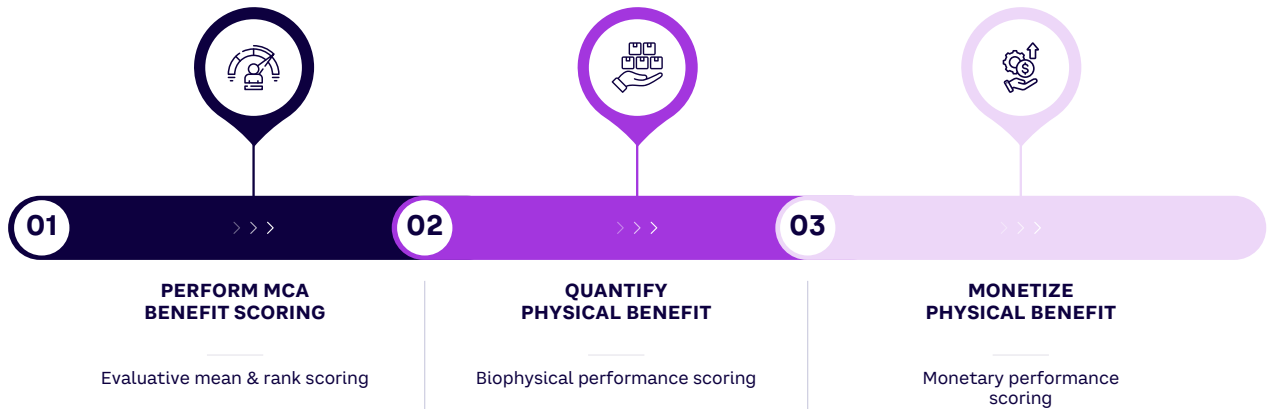 01
02
03
PERFORM MCA
BENEFIT SCORING
Evaluative mean & rank scoring
QUANTIFY
PHYSICAL BENEFIT
Biophysical performance scoring
MONETIZE
PHYSICAL BENEFIT
Monetary performance
scoring